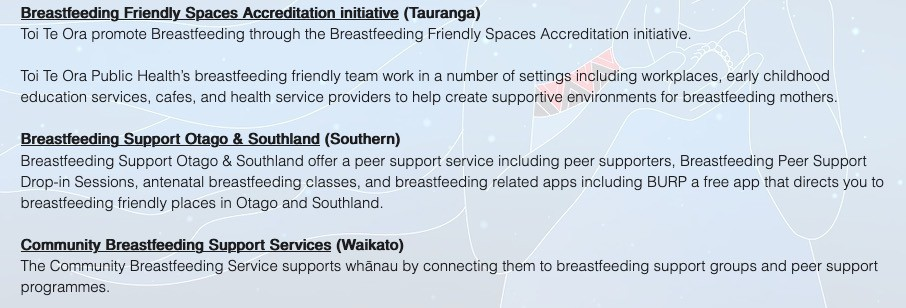 Breastfeeding Friendly Spaces Accreditation initiative (Tauranga)
Toi Te Ora promote Breastfeeding through the Breastfeeding Friendly Spaces Accreditation initiative.
Toi Te Ora Public Health's breastfeeding friendly team work in a number of settings including workplaces, early childhood
education services, cafes, and health service providers to help create supportive environments for breastfeeding mothers.
Breastfeeding Support Otago & Southland (Southern)
Breastfeeding Support Otago & Southland offer a peer support service including peer supporters, Breastfeeding Peer Support
Drop-in Sessions, antenatal breastfeeding classes, and breastfeeding related apps including BURP a free app that directs you to
breastfeeding friendly places in Otago and Southland.
Community Breastfeeding Support Services (Waikato)
The Community Breastfeeding Service supports whānau by connecting them to breastfeeding support groups and peer support
programmes.